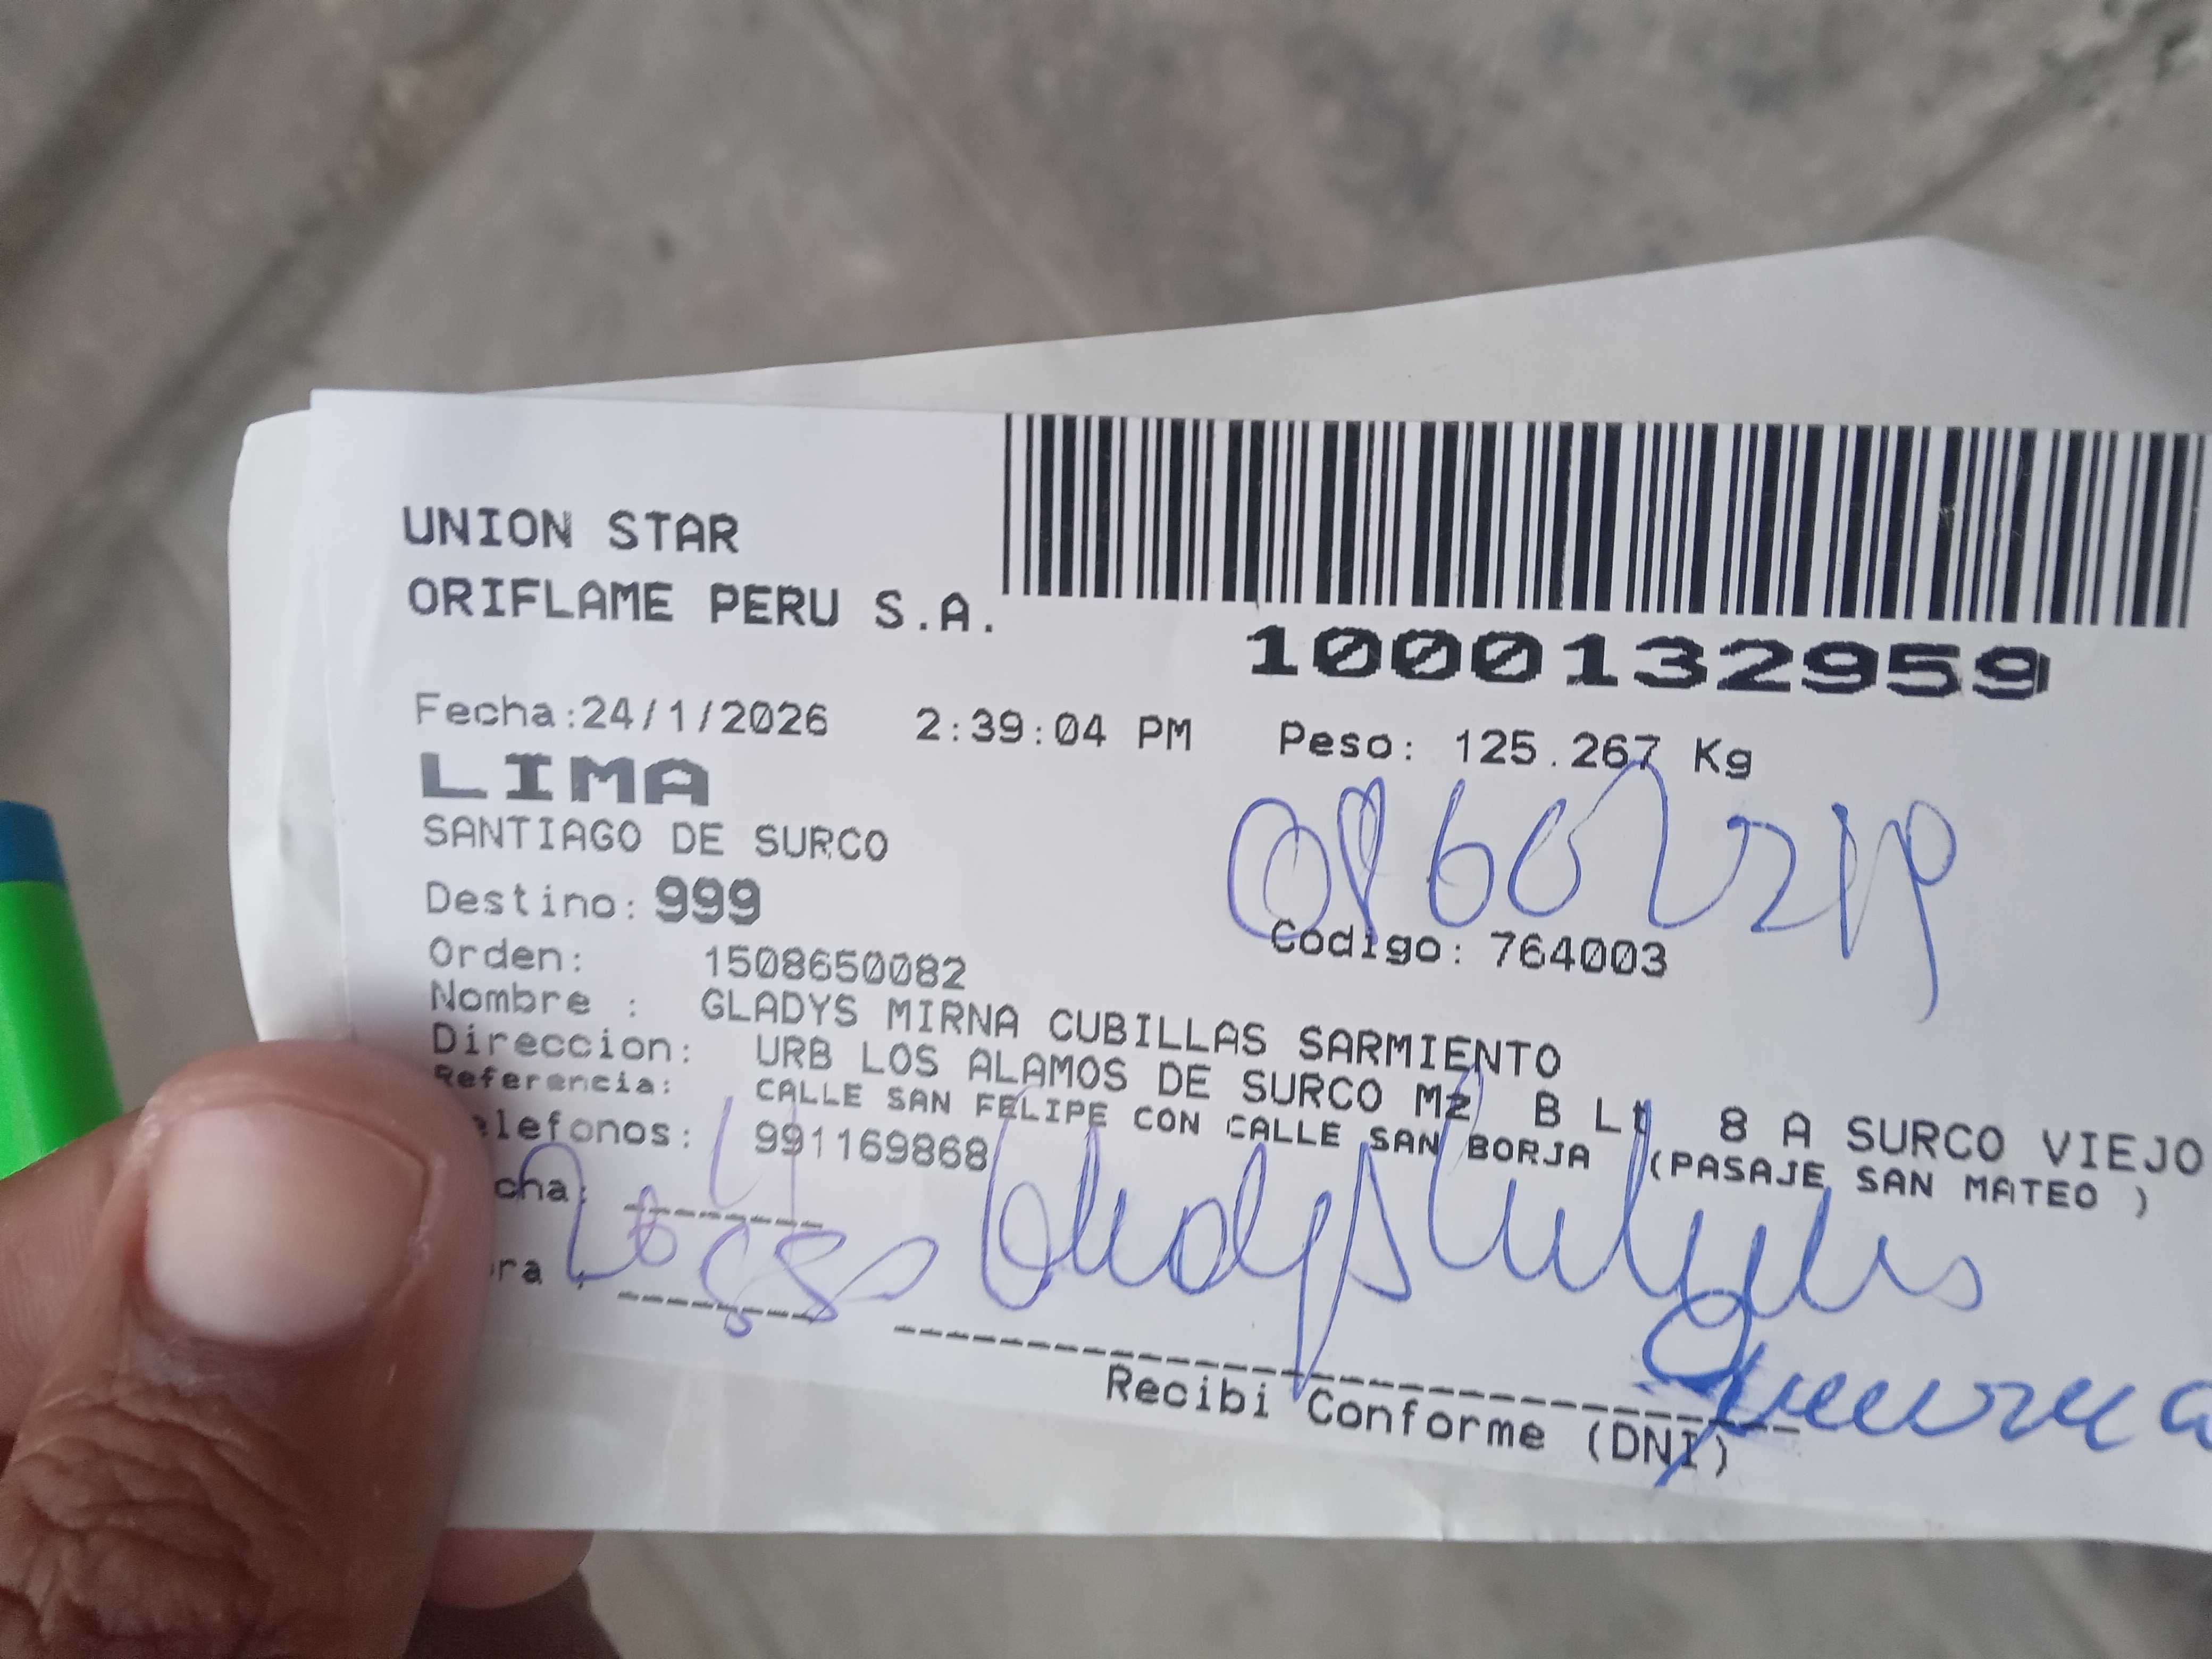 UNION STAR
ORIFLAME PERU S.A.
1000132959
Fecha:24/1/2026 2:39:04 PM Peso: 125.267 Kg
LIMA
SANTIAGO DE SURCO
Destino: 999
Orden: 1508650082 Codigo: 764003
Nombre : GLADYS MIRNA CUBILLAS SARMIENTO
Direccion: URB LOS ALAMOS DE SURCO Mz B Lt 8 A SURCO VIEJO
Referencia: CALLE SAN FELIPE CON CALLE SAN BORJA (PASAJE SAN MATEO )
elefonos: 991169868
cha:
ra :
Recibi Conforme (DNI)